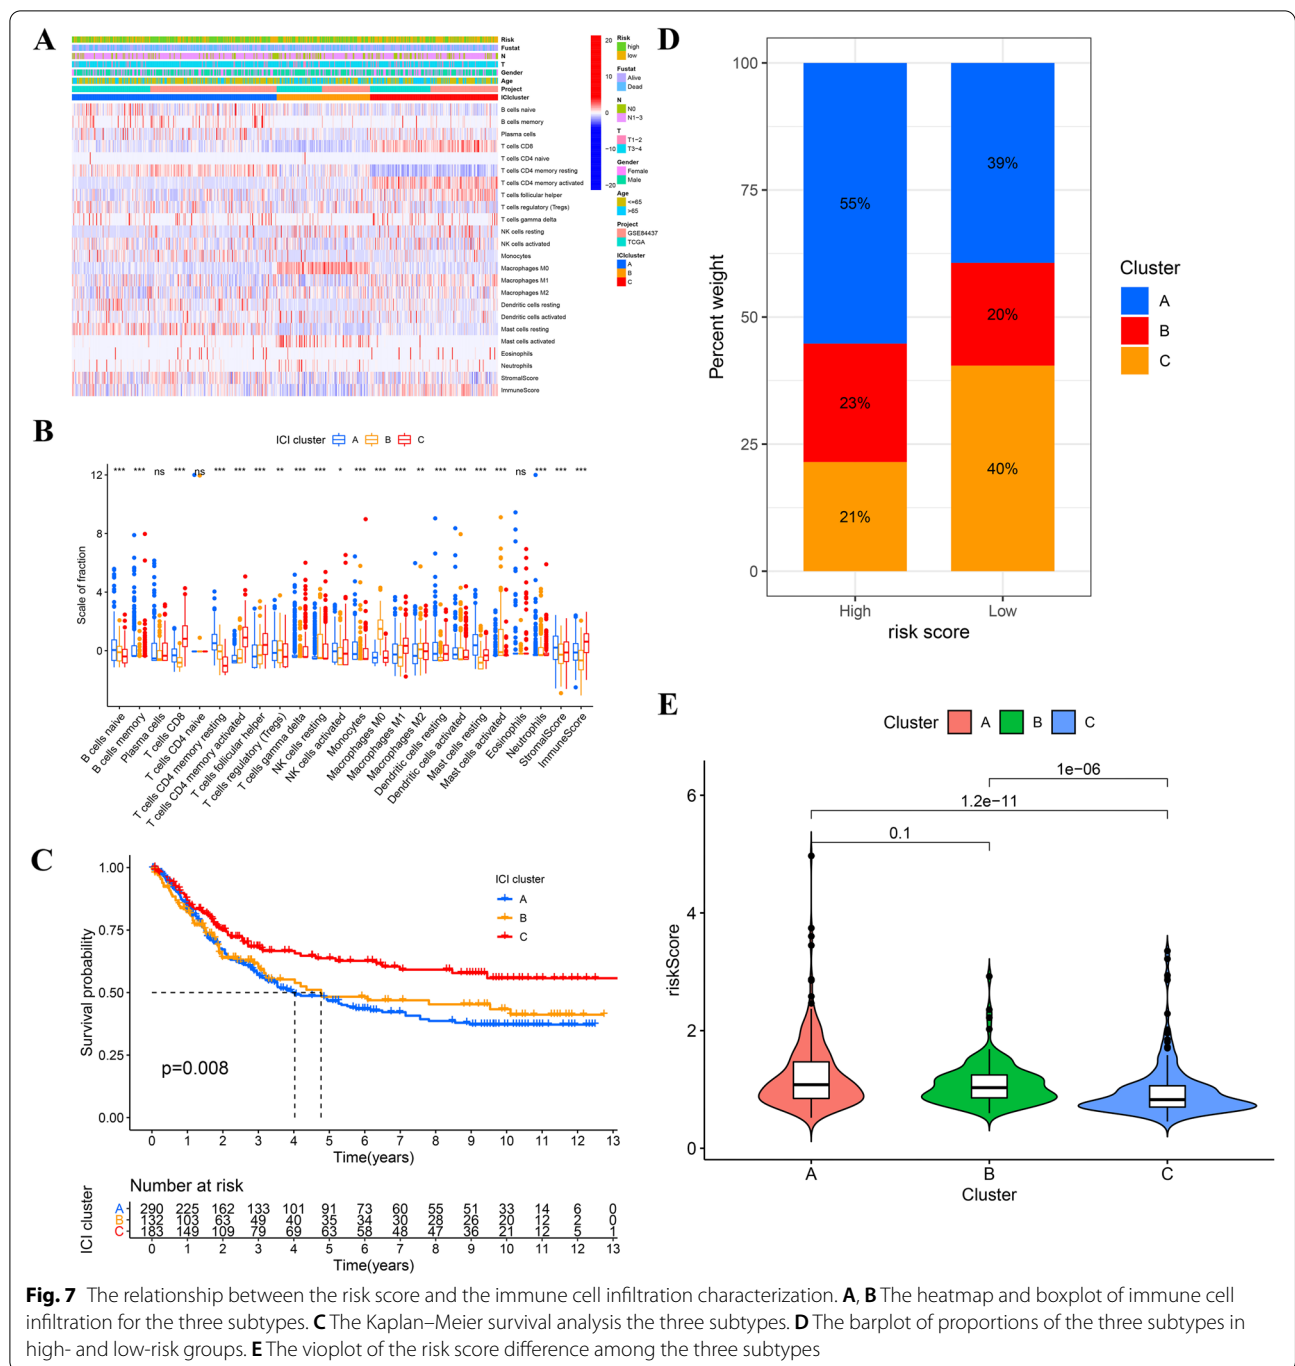 A
Risk
Fustat
N
T
Gender
Age
Project
ICIcluster
B cells naive
B cells memory
Plasma cells
T cells CD8
T cells CD4 naive
T cells CD4 memory resting
T cells CD4 memory activated
T cells follicular helper
T cells regulatory (Tregs)
T cells gamma delta
NK cells resting
NK cells activated
Monocytes
Macrophages M0
Macrophages M1
Macrophages M2
Dendritic cells resting
Dendritic cells activated
Mast cells resting
Mast cells activated
Eosinophils
Neutrophils
StromalScore
ImmuneScore
20
10
0
−10
−20
Risk
high
low
Fustat
Alive
Dead
N
N0
N1−3
T
T1−2
T3−4
Gender
Female
Male
Age
<=65
>65
Project
GSE84437
TCGA
ICIcluster
A
B
C
B
ICI cluster A B C
*** *** ns *** ns *** *** *** ** *** *** * *** *** *** ** *** *** *** *** ns *** *** ***
Scale of fraction
12
8
4
0
B cells naive
B cells memory
Plasma cells
T cells CD8
T cells CD4 naive
T cells CD4 memory resting
T cells CD4 memory activated
T cells follicular helper
T cells regulatory (Tregs)
T cells gamma delta
NK cells resting
NK cells activated
Monocytes
Macrophages M0
Macrophages M1
Macrophages M2
Dendritic cells resting
Dendritic cells activated
Mast cells resting
Mast cells activated
Eosinophils
Neutrophils
StromalScore
ImmuneScore
C
Survival probability
1.00
0.75
0.50
0.25
0.00
ICI cluster
A
B
C
p=0.008
0 1 2 3 4 5 6 7 8 9 10 11 12 13
Time(years)
Number at risk
ICI cluster
A 290 225 162 133 101 91 73 60 55 51 33 14 6 0
B 132 103 63 49 40 35 34 30 28 26 20 12 2 0
C 183 149 109 79 69 63 58 48 47 36 21 12 5 1
0 1 2 3 4 5 6 7 8 9 10 11 12 13
Time(years)
D
Percent weight
100
75
50
25
0
55%
23%
21%
39%
20%
40%
High Low
risk score
Cluster
A
B
C
E
Cluster A B C
riskScore
6
4
2
0
1e−06
1.2e−11
0.1
A B C
Cluster
Fig. 7 The relationship between the risk score and the immune cell infiltration characterization. A, B The heatmap and boxplot of immune cell
infiltration for the three subtypes. C The Kaplan–Meier survival analysis the three subtypes. D The barplot of proportions of the three subtypes in
high- and low-risk groups. E The vioplot of the risk score difference among the three subtypes